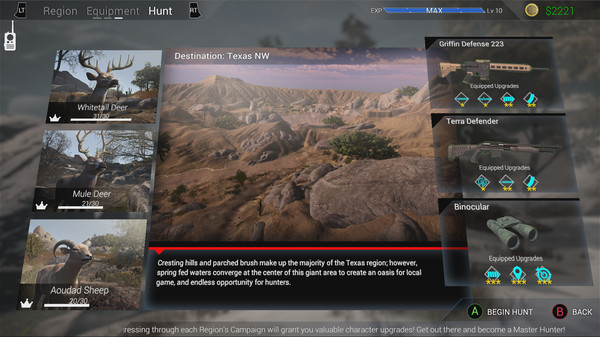 LT Region Equipment Hunt RT
EXP MAX Lv 10 $2221
Whitetail Deer
31/30
Mule Deer
21/30
Aoudad Sheep
20/30
Destination: Texas NW
Cresting hills and parched brush make up the majority of the Texas region; however,
spring fed waters converge at the center of this giant area to create an oasis for local
game, and endless opportunity for hunters.
Griffin Defense 223
Equipped Upgrades
Terra Defender
Equipped Upgrades
Binocular
Equipped Upgrades
A BEGIN HUNT B BACK
ressing through each Region's Campaign will grant you valuable character upgrades! Get out there and become a Master Hunter!